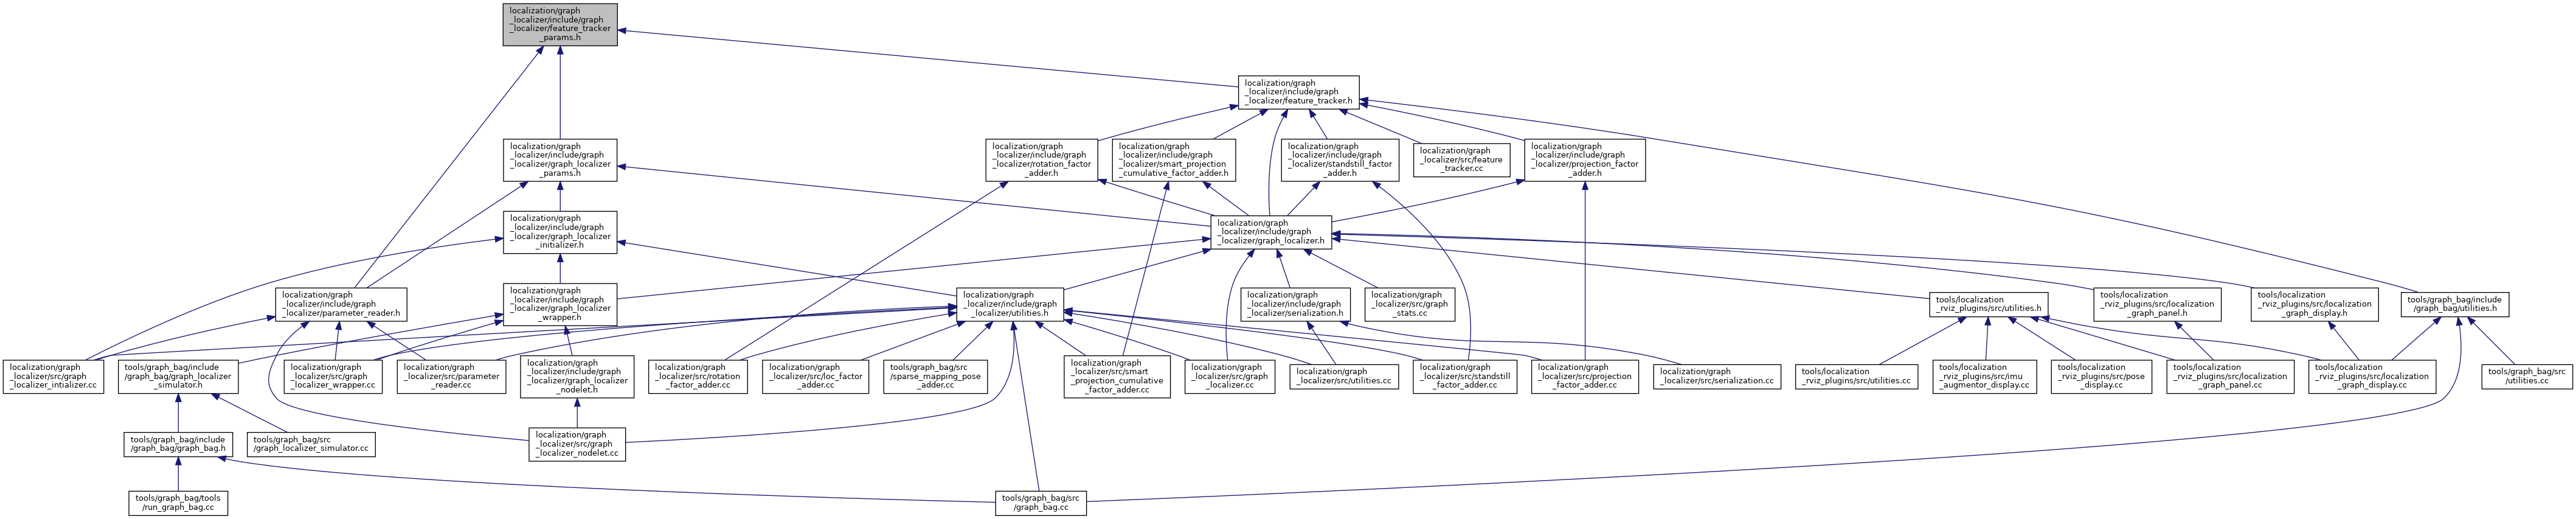 localization/graph
_localizer/include/graph
_localizer/feature_tracker
_params.h
localization/graph
_localizer/include/graph
_localizer/feature_tracker.h
localization/graph
_localizer/include/graph
_localizer/graph_localizer
_params.h
localization/graph
_localizer/include/graph
_localizer/rotation_factor
_adder.h
localization/graph
_localizer/include/graph
_localizer/smart_projection
_cumulative_factor_adder.h
localization/graph
_localizer/include/graph
_localizer/standstill_factor
_adder.h
localization/graph
_localizer/src/feature
_tracker.cc
localization/graph
_localizer/include/graph
_localizer/projection_factor
_adder.h
localization/graph
_localizer/include/graph
_localizer/graph_localizer
_initializer.h
localization/graph
_localizer/include/graph
_localizer/graph_localizer.h
localization/graph
_localizer/include/graph
_localizer/parameter_reader.h
localization/graph
_localizer/include/graph
_localizer/graph_localizer
_wrapper.h
localization/graph
_localizer/include/graph
_localizer/utilities.h
localization/graph
_localizer/include/graph
_localizer/serialization.h
localization/graph
_localizer/src/graph
_stats.cc
tools/localization
_rviz_plugins/src/utilities.h
tools/localization
_rviz_plugins/src/localization
_graph_panel.h
tools/localization
_rviz_plugins/src/localization
_graph_display.h
tools/graph_bag/include
/graph_bag/utilities.h
localization/graph
_localizer/src/graph
_localizer_intializer.cc
tools/graph_bag/include
/graph_bag/graph_localizer
_simulator.h
localization/graph
_localizer/src/graph
_localizer_wrapper.cc
localization/graph
_localizer/src/parameter
_reader.cc
localization/graph
_localizer/include/graph
_localizer/graph_localizer
_nodelet.h
localization/graph
_localizer/src/rotation
_factor_adder.cc
localization/graph
_localizer/src/loc_factor
_adder.cc
tools/graph_bag/src
/sparse_mapping_pose
_adder.cc
localization/graph
_localizer/src/smart
_projection_cumulative
_factor_adder.cc
localization/graph
_localizer/src/graph
_localizer.cc
localization/graph
_localizer/src/utilities.cc
localization/graph
_localizer/src/standstill
_factor_adder.cc
localization/graph
_localizer/src/projection
_factor_adder.cc
localization/graph
_localizer/src/serialization.cc
tools/localization
_rviz_plugins/src/utilities.cc
tools/localization
_rviz_plugins/src/imu
_augmentor_display.cc
tools/localization
_rviz_plugins/src/pose
_display.cc
tools/localization
_rviz_plugins/src/localization
_graph_panel.cc
tools/localization
_rviz_plugins/src/localization
_graph_display.cc
tools/graph_bag/src
/utilities.cc
tools/graph_bag/include
/graph_bag/graph_bag.h
tools/graph_bag/src
/graph_localizer_simulator.cc
localization/graph
_localizer/src/graph
_localizer_nodelet.cc
tools/graph_bag/tools
/run_graph_bag.cc
tools/graph_bag/src
/graph_bag.cc